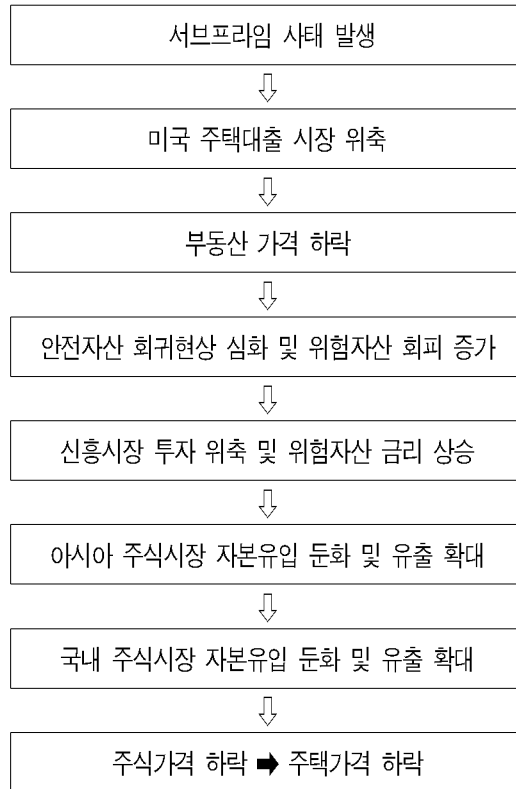 서브프라임 사태 발생
미국 주택대출 시장 위축
부동산 가격 하락
안전자산 회귀현상 심화 및 위험자산 회피 증가
신흥시장 투자 위축 및 위험자산 금리 상승
아시아 주식시장 자본유입 둔화 및 유출 확대
국내 주식시장 자본유입 둔화 및 유출 확대
주식가격 하락 ➡ 주택가격 하락